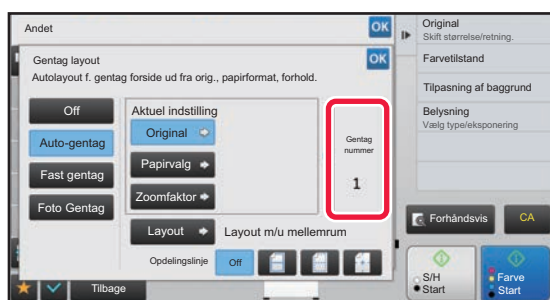 Andet
OK
Gentag layout
OK
Autolayout f. gentag forside ud fra orig., papirformat, forhold.
Off
Auto-gentag
Fast gentag
Foto Gentag
Aktuel indstilling
Original
Papirvalg
Zoomfaktor
Layout
Layout m/u mellemrum
Opdelingslinje
Off
Gentag
nummer
1
Tilbage
Original
Skift størrelse/retning.
Farvetilstand
Tilpasning af baggrund
Belysning
Vælg type/eksponering
Forhåndsvis
CA
S/H
Start
Farve
Start